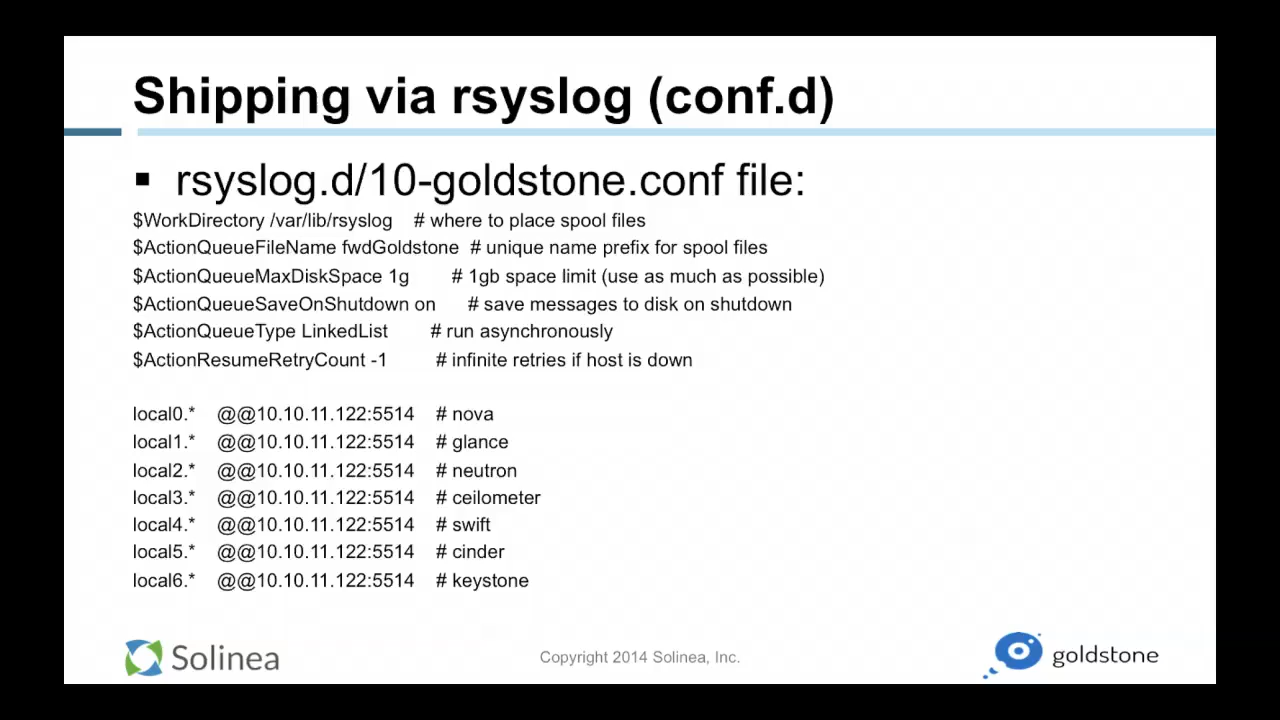 Shipping via rsyslog (conf.d)
▪ rsyslog.d/10-goldstone.conf file:
$WorkDirectory /var/lib/rsyslog # where to place spool files
$ActionQueueFileName fwdGoldstone # unique name prefix for spool files
$ActionQueueMaxDiskSpace 1g # 1gb space limit (use as much as possible)
$ActionQueueSaveOnShutdown on # save messages to disk on shutdown
$ActionQueueType LinkedList # run asynchronously
$ActionResumeRetryCount -1 # infinite retries if host is down
local0.* @@10.10.11.122:5514 # nova
local1.* @@10.10.11.122:5514 # glance
local2.* @@10.10.11.122:5514 # neutron
local3.* @@10.10.11.122:5514 # ceilometer
local4.* @@10.10.11.122:5514 # swift
local5.* @@10.10.11.122:5514 # cinder
local6.* @@10.10.11.122:5514 # keystone
Solinea
Copyright 2014 Solinea, Inc.
goldstone